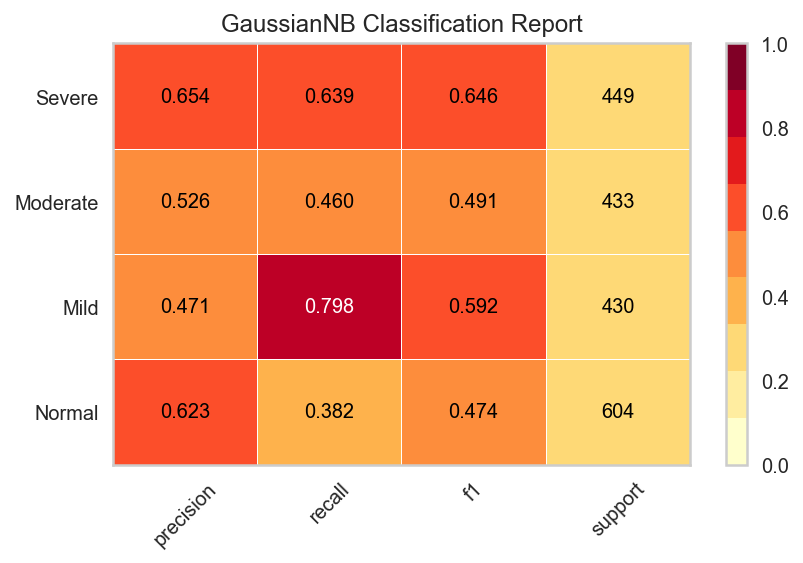 GaussianNB Classification Report
Severe 0.654 0.639 0.646 449
Moderate 0.526 0.460 0.491 433
Mild 0.471 0.798 0.592 430
Normal 0.623 0.382 0.474 604
precision recall f1 support
1.0
0.8
0.6
0.4
0.2
0.0